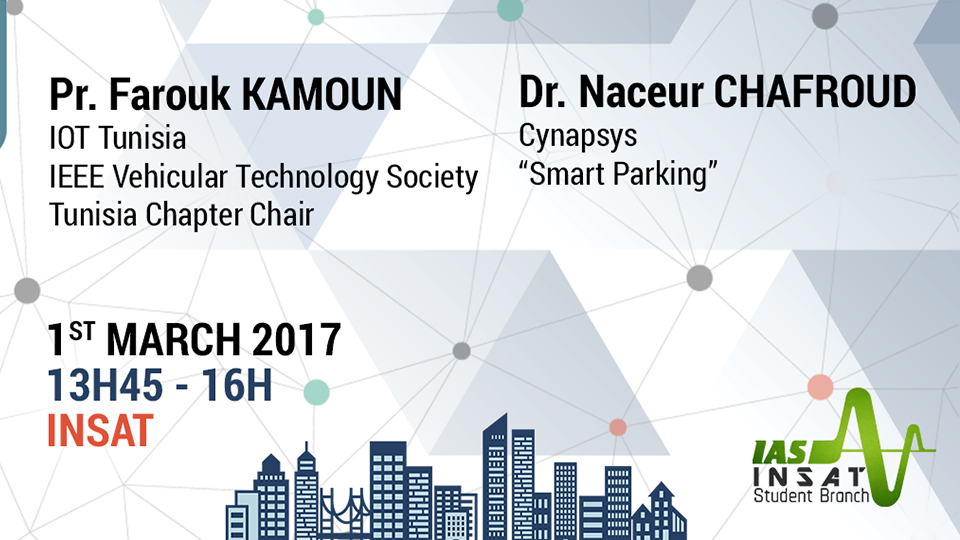 Pr. Farouk KAMOUN
IOT Tunisia
IEEE Vehicular Technology Society
Tunisia Chapter Chair
Dr. Naceur CHAFROUD
Cynapsys
“Smart Parking”
1ST MARCH 2017
13H45 - 16H
INSAT
IAS
INSAT
Student Branch